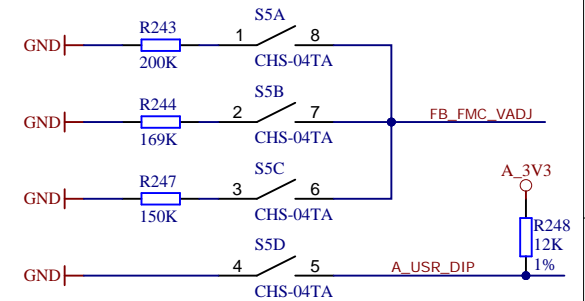 S5A
R243
GND
1
8
200K
CHS-04TA
S5B
R244
GND
2
7
FB_FMC_VADJ
169K
CHS-04TA
S5C
R247
A_3V3
GND
3
6
150K
CHS-04TA
R248
S5D
12K
GND
4
5
A_USR_DIP
1%
CHS-04TA